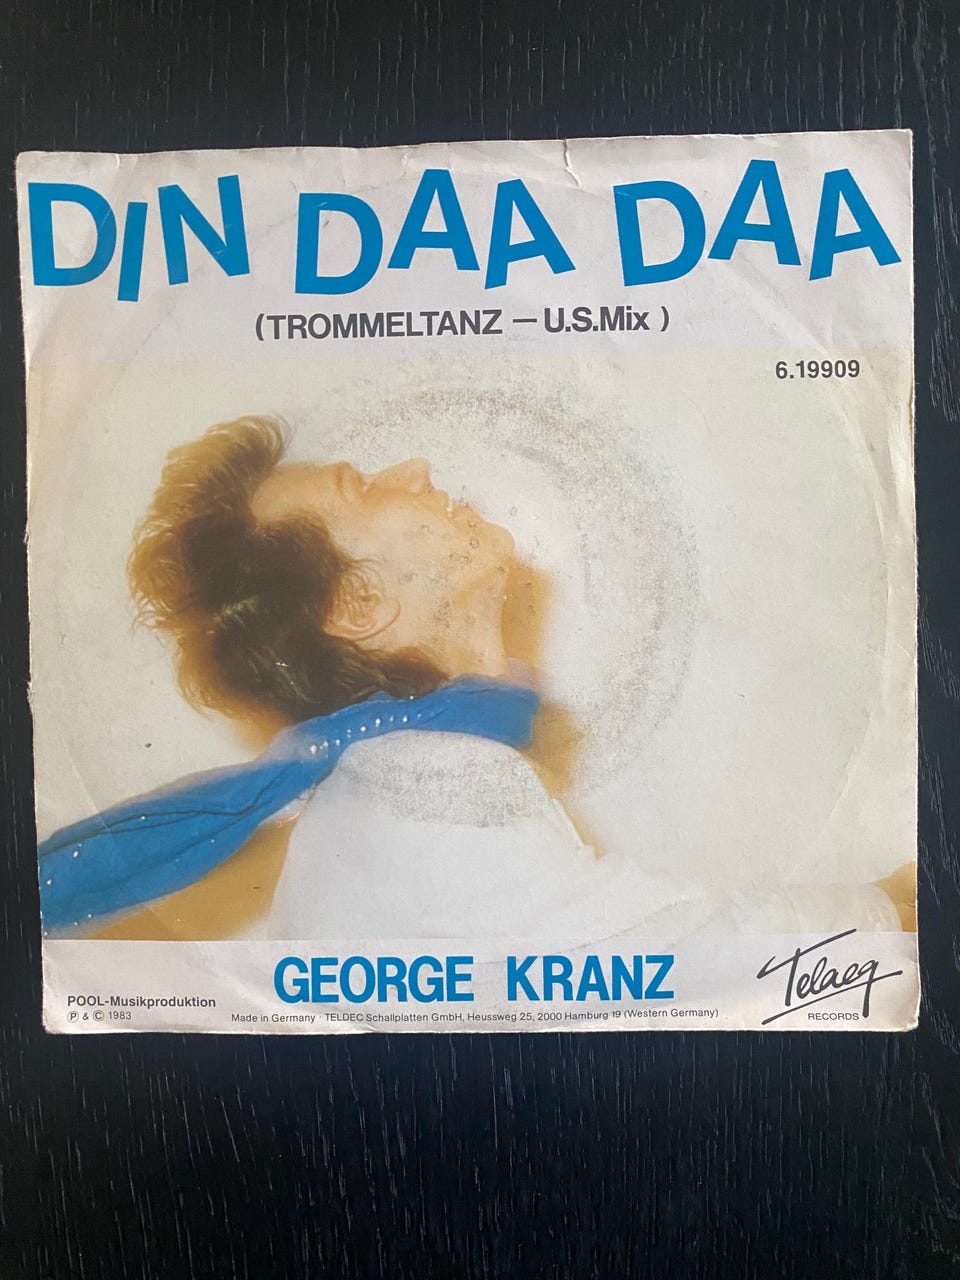 DIN DAA DAA
(TROMMELTANZ — U.S.Mix )
6.19909
GEORGE KRANZ
Telaeg
RECORDS
POOL-Musikproduktion
Ⓟ & © 1983
Made in Germany · TELDEC Schallplatten GmbH, Heussweg 25, 2000 Hamburg 19 (Western Germany)